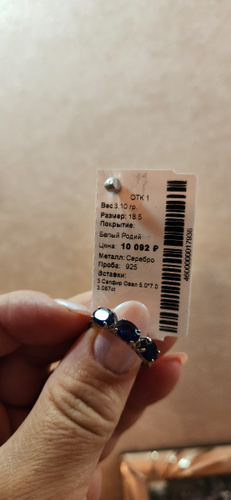 ОТК 1
Вес:3.10 гр.
Размер: 18.5
Покрытие:
Белый Родий
Цена: 10 092 ₽
Металл: Серебро
Проба: 925
Вставки:
3 Сапфир Овал 5.0*7.0
3.087ct